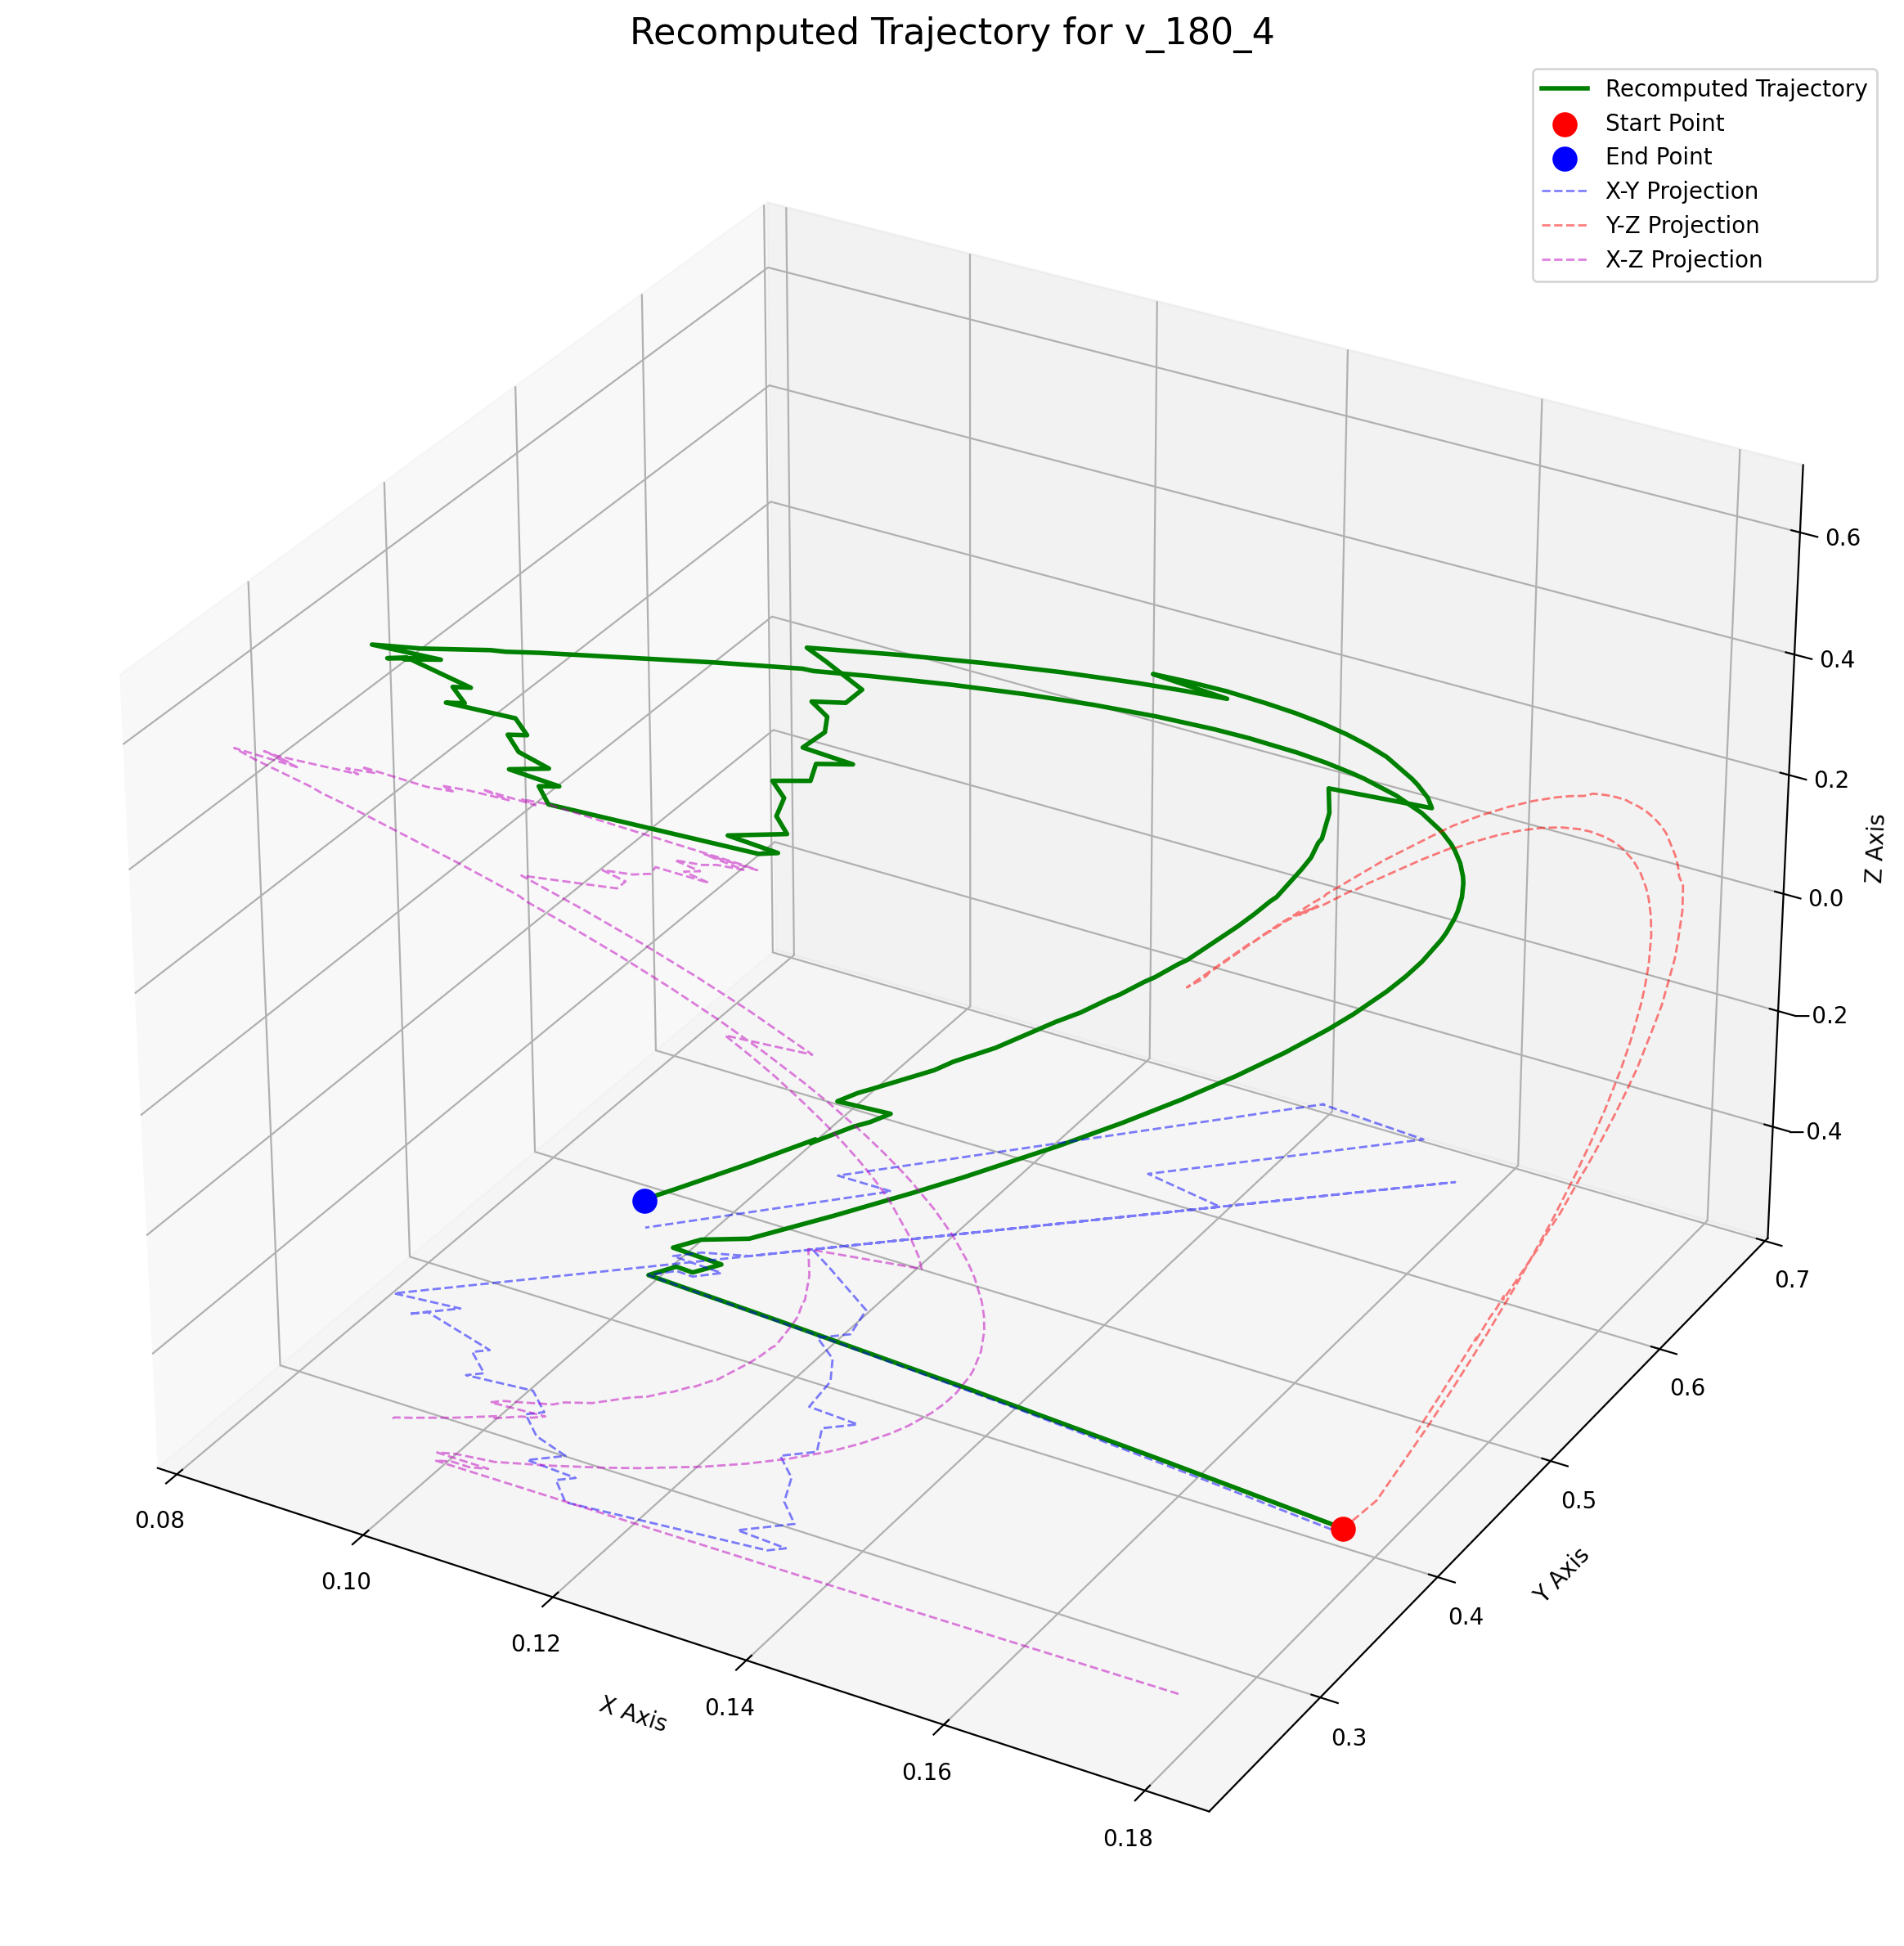 Recomputed Trajectory for v_180_4
Recomputed Trajectory
Start Point
End Point
X-Y Projection
Y-Z Projection
X-Z Projection
0.6
0.4
0.2
0.0
−0.2
−0.4
Z Axis
0.7
0.6
0.5
0.4
0.3
Y Axis
0.08
0.10
0.12
0.14
0.16
0.18
X Axis